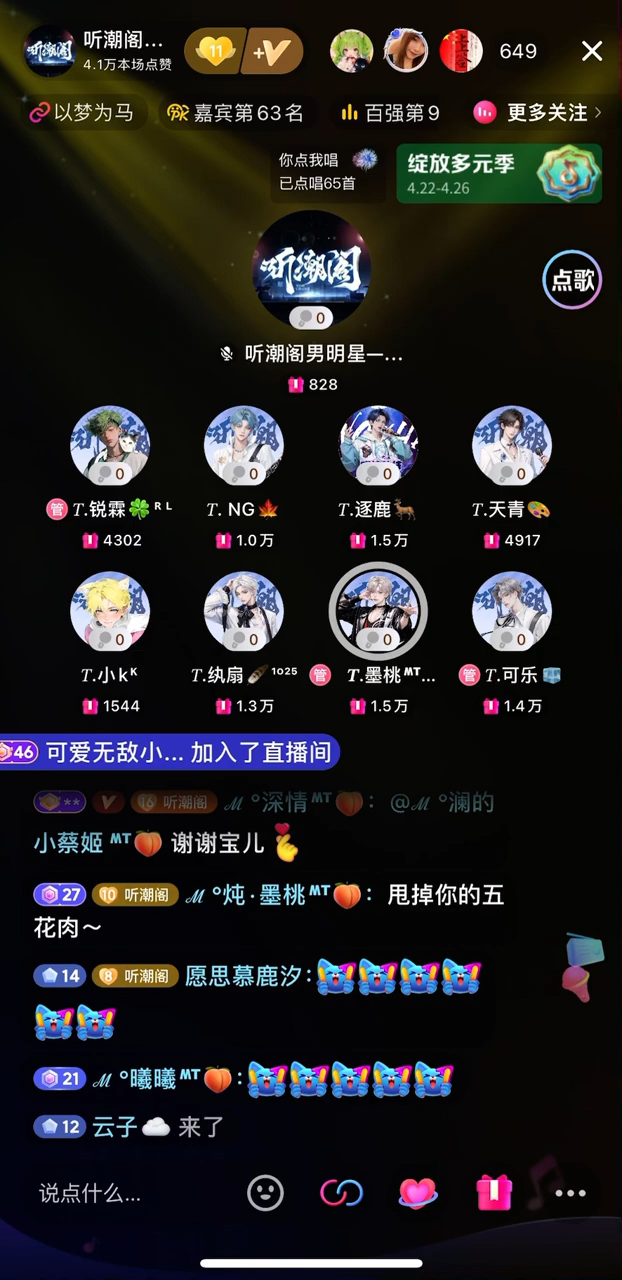 听潮阁
听潮阁...
4.1万本场点赞
11
+V
649
以梦为马
嘉宾第63名
百强第9
更多关注
你点我唱
已点唱65首
绽放多元季
4.22-4.26
听潮阁
点歌
0
听潮阁男明星一...
828
0 0 0 0
管 T.锐霖🍀ᴿᴸ
T. NG🍁
T.逐鹿🦌
T.天青🎨
4302
1.0万
1.5万
4917
0 0 0 0
T.小kᴷ
T.纨扇🪶¹⁰²⁵
管 T.墨桃ᴹᵀ...
管 T.可乐🧊
1544
1.3万
1.5万
1.4万
46 可爱无敌小... 加入了直播间
** V 16 听潮阁 ℳ °深情ᴹᵀ🍑：@ℳ °澜的
小蔡姬 ᴹᵀ🍑 谢谢宝儿
27 10 听潮阁 ℳ °炖·墨桃ᴹᵀ🍑：甩掉你的五
花肉～
14 8 听潮阁 愿思慕鹿汐：
21 ℳ °曦曦ᴹᵀ🍑：
12 云子☁️ 来了
说点什么...